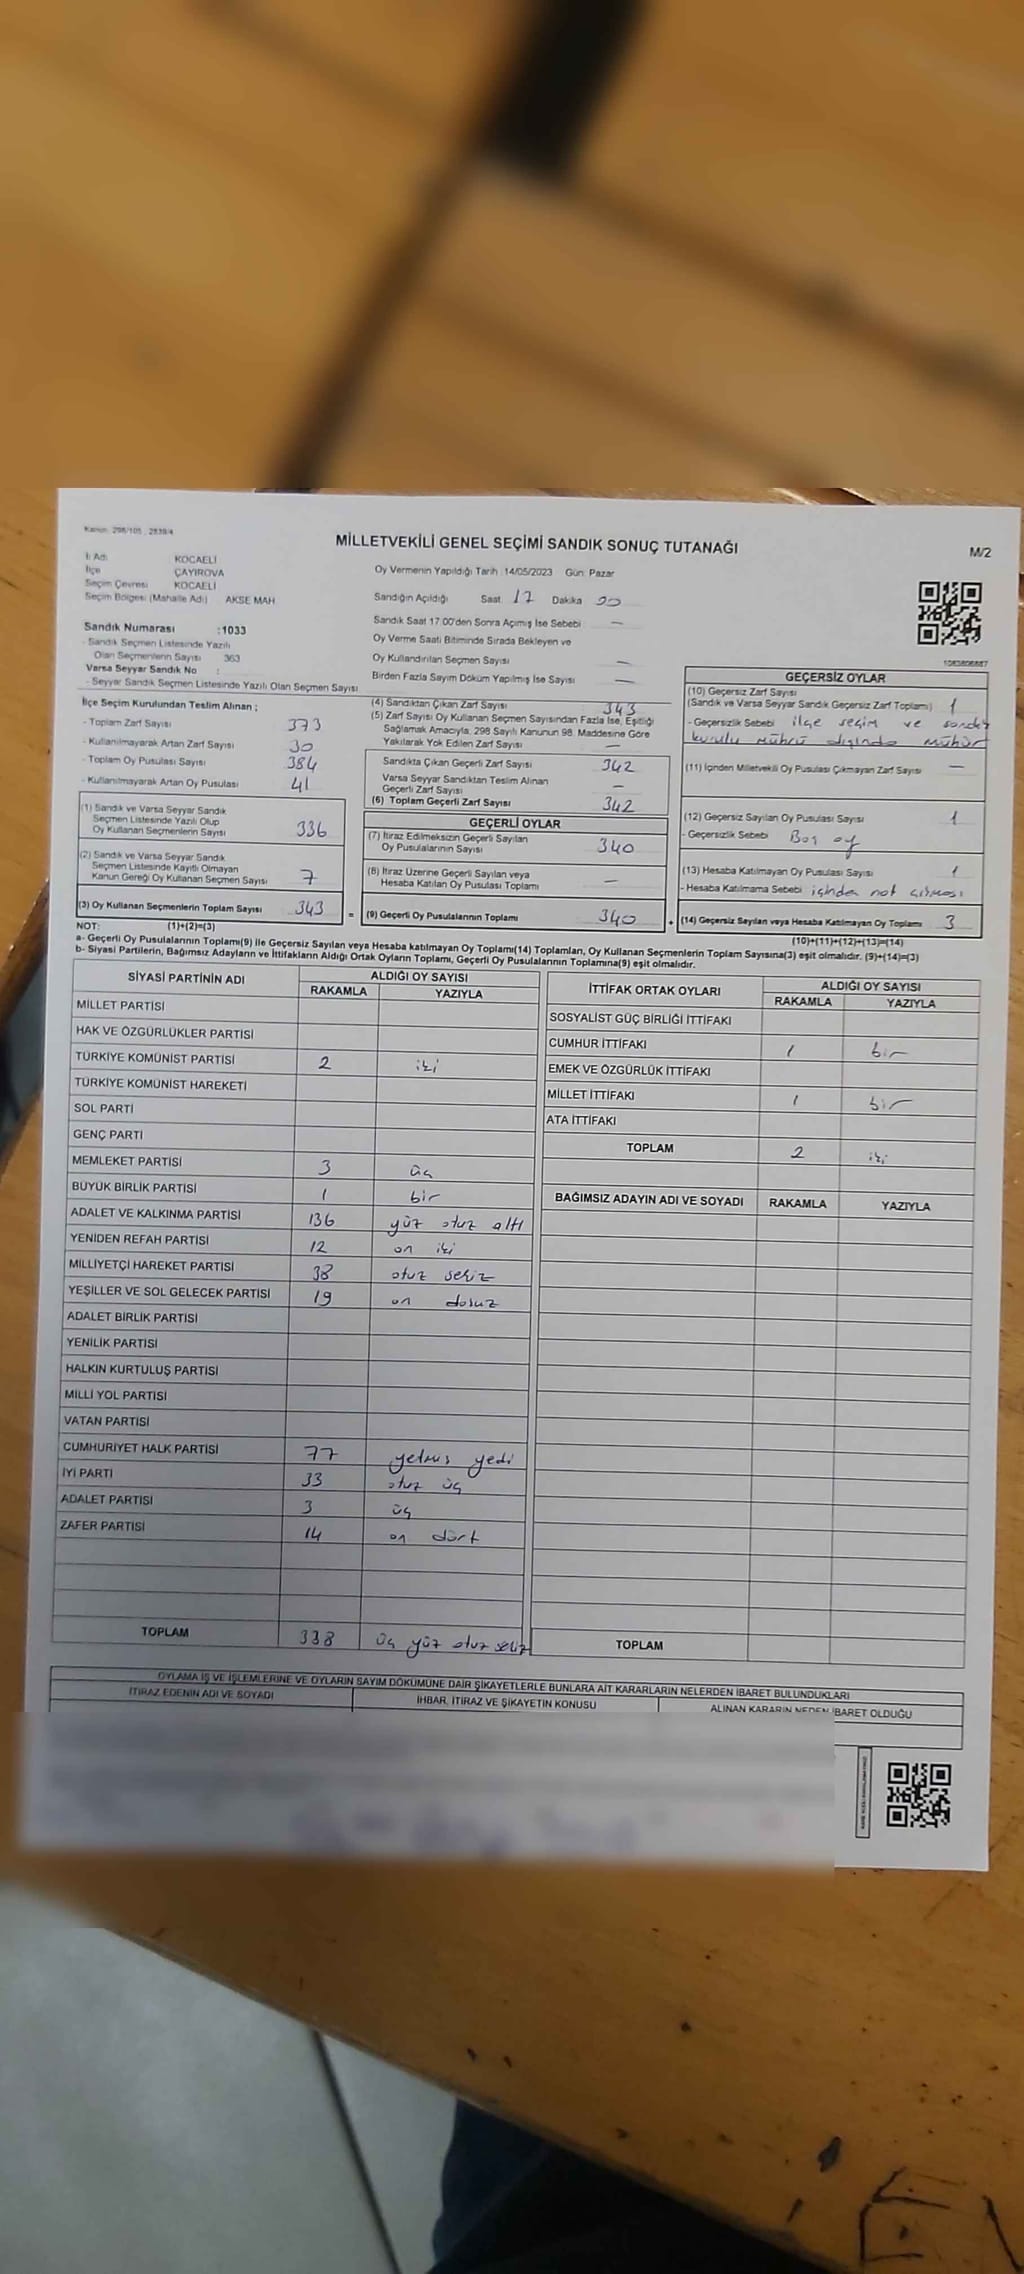 Kanun: 298/105 , 2839/4
MİLLETVEKİLİ GENEL SEÇİMİ SANDIK SONUÇ TUTANAĞI
M/2
İl Adı KOCAELİ
İlçe ÇAYIROVA
Seçim Çevresi KOCAELİ
Seçim Bölgesi (Mahalle Adı) AKSE MAH
Sandık Numarası :1033
- Sandık Seçmen Listesinde Yazılı
Olan Seçmenlerin Sayısı 363
Varsa Seyyar Sandık No :
- Seyyar Sandık Seçmen Listesinde Yazılı Olan Seçmen Sayısı
Oy Vermenin Yapıldığı Tarih : 14/05/2023 Gün: Pazar
Sandığın Açıldığı Saat 17 Dakika 00
Sandık Saat 17:00'den Sonra Açımış İse Sebebi —
Oy Verme Saati Bitiminde Sırada Bekleyen ve
Oy Kullandırılan Seçmen Sayısı —
Birden Fazla Sayım Döküm Yapılmış İse Sayısı —
İlçe Seçim Kurulundan Teslim Alınan ;
- Toplam Zarf Sayısı 373
- Kullanılmayarak Artan Zarf Sayısı 30
- Toplam Oy Pusulası Sayısı 384
- Kullanılmayarak Artan Oy Pusulası 41
(1) Sandık ve Varsa Seyyar Sandık
Seçmen Listesinde Yazılı Olup
Oy Kullanan Seçmenlerin Sayısı 336
(2) Sandık ve Varsa Seyyar Sandık
Seçmen Listesinde Kayıtlı Olmayan
Kanun Gereği Oy Kullanan Seçmen Sayısı 7
(3) Oy Kullanan Seçmenlerin Toplam Sayısı 343 =
(4) Sandıktan Çıkan Zarf Sayısı 343
(5) Zarf Sayısı Oy Kullanan Seçmen Sayısından Fazla İse, Eşitliği
Sağlamak Amacıyla, 298 Sayılı Kanunun 98. Maddesine Göre
Yakılarak Yok Edilen Zarf Sayısı —
Sandıkta Çıkan Geçerli Zarf Sayısı 342
Varsa Seyyar Sandıktan Teslim Alınan
Geçerli Zarf Sayısı —
(6) Toplam Geçerli Zarf Sayısı 342
GEÇERLİ OYLAR
(7) İtiraz Edilmeksizin Geçerli Sayılan
Oy Pusulalarının Sayısı 340
(8) İtiraz Üzerine Geçerli Sayılan veya
Hesaba Katılan Oy Pusulası Toplamı —
(9) Geçerli Oy Pusulalarının Toplamı 340 +
GEÇERSİZ OYLAR
(10) Geçersiz Zarf Sayısı
(Sandık ve Varsa Seyyar Sandık Geçersiz Zarf Toplamı) 1
- Geçersizlik Sebebi ilçe seçim ve sandık
kurulu mührü dışında mühür
(11) İçinden Milletvekili Oy Pusulası Çıkmayan Zarf Sayısı —
(12) Geçersiz Sayılan Oy Pusulası Sayısı 1
- Geçersizlik Sebebi Boş oy
(13) Hesaba Katılmayan Oy Pusulası Sayısı 1
- Hesaba Katılmama Sebebi içinden not çıkması
(14) Geçersiz Sayılan veya Hesaba Katılmayan Oy Toplamı 3
NOT: (1)+(2)=(3)
(10)+(11)+(12)+(13)=(14)
a- Geçerli Oy Pusulalarının Toplamı(9) ile Geçersiz Sayılan veya Hesaba katılmayan Oy Toplamı(14) Toplamları, Oy Kullanan Seçmenlerin Toplam Sayısına(3) eşit olmalıdır. (9)+(14)=(3)
b- Siyasi Partilerin, Bağımsız Adayların ve İttifakların Aldığı Ortak Oyların Toplamı, Geçerli Oy Pusulalarının Toplamına(9) eşit olmalıdır.
SİYASİ PARTİNİN ADI ALDIĞI OY SAYISI
RAKAMLA YAZIYLA
MİLLET PARTİSİ
HAK VE ÖZGÜRLÜKLER PARTİSİ
TÜRKİYE KOMÜNİST PARTİSİ 2 iki
TÜRKİYE KOMÜNİST HAREKETİ
SOL PARTİ
GENÇ PARTİ
MEMLEKET PARTİSİ 3 üç
BÜYÜK BİRLİK PARTİSİ 1 bir
ADALET VE KALKINMA PARTİSİ 136 yüz otuz altı
YENİDEN REFAH PARTİSİ 12 on iki
MİLLİYETÇİ HAREKET PARTİSİ 38 otuz sekiz
YEŞİLLER VE SOL GELECEK PARTİSİ 19 on dokuz
ADALET BİRLİK PARTİSİ
YENİLİK PARTİSİ
HALKIN KURTULUŞ PARTİSİ
MİLLİ YOL PARTİSİ
VATAN PARTİSİ
CUMHURİYET HALK PARTİSİ 77 yetmiş yedi
İYİ PARTİ 33 otuz üç
ADALET PARTİSİ 3 üç
ZAFER PARTİSİ 14 on dört
TOPLAM 338 üç yüz otuz sekiz
İTTİFAK ORTAK OYLARI ALDIĞI OY SAYISI
RAKAMLA YAZIYLA
SOSYALİST GÜÇ BİRLİĞİ İTTİFAKI
CUMHUR İTTİFAKI 1 bir
EMEK VE ÖZGÜRLÜK İTTİFAKI
MİLLET İTTİFAKI 1 bir
ATA İTTİFAKI
TOPLAM 2 iki
BAĞIMSIZ ADAYIN ADI VE SOYADI RAKAMLA YAZIYLA
TOPLAM
OYLAMA İŞ VE İŞLEMLERİNE VE OYLARIN SAYIM DÖKÜMÜNE DAİR ŞİKAYETLERLE BUNLARA AİT KARARLARIN NELERDEN İBARET BULUNDUKLARI
İTİRAZ EDENİN ADI VE SOYADI İHBAR, İTİRAZ VE ŞİKAYETİN KONUSU ALINAN KARARIN NEDEN İBARET OLDUĞU